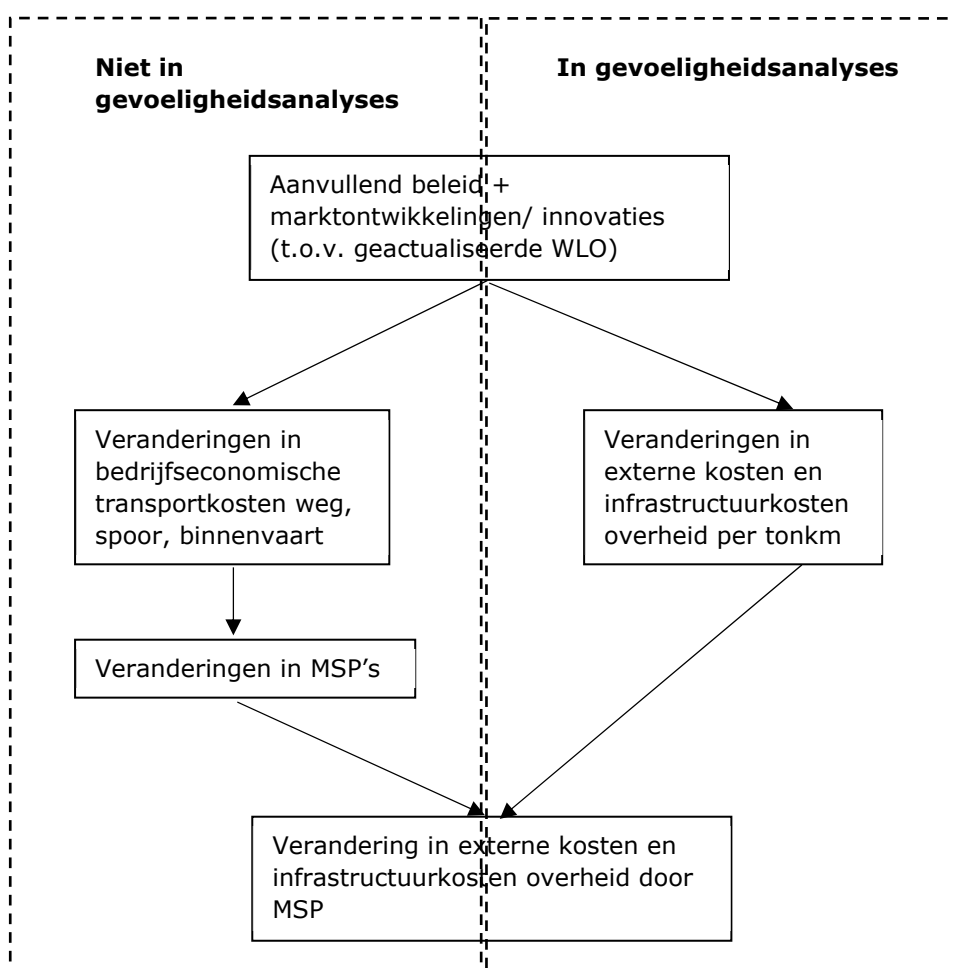 Niet in
gevoeligheidsanalyses
In gevoeligheidsanalyses
Aanvullend beleid +
marktontwikkelingen/ innovaties
(t.o.v. geactualiseerde WLO)
Veranderingen in
bedrijfseconomische
transportkosten weg,
spoor, binnenvaart
Veranderingen in
externe kosten en
infrastructuurkosten
overheid per tonkm
Veranderingen in MSP’s
Verandering in externe kosten en
infrastructuurkosten overheid door
MSP